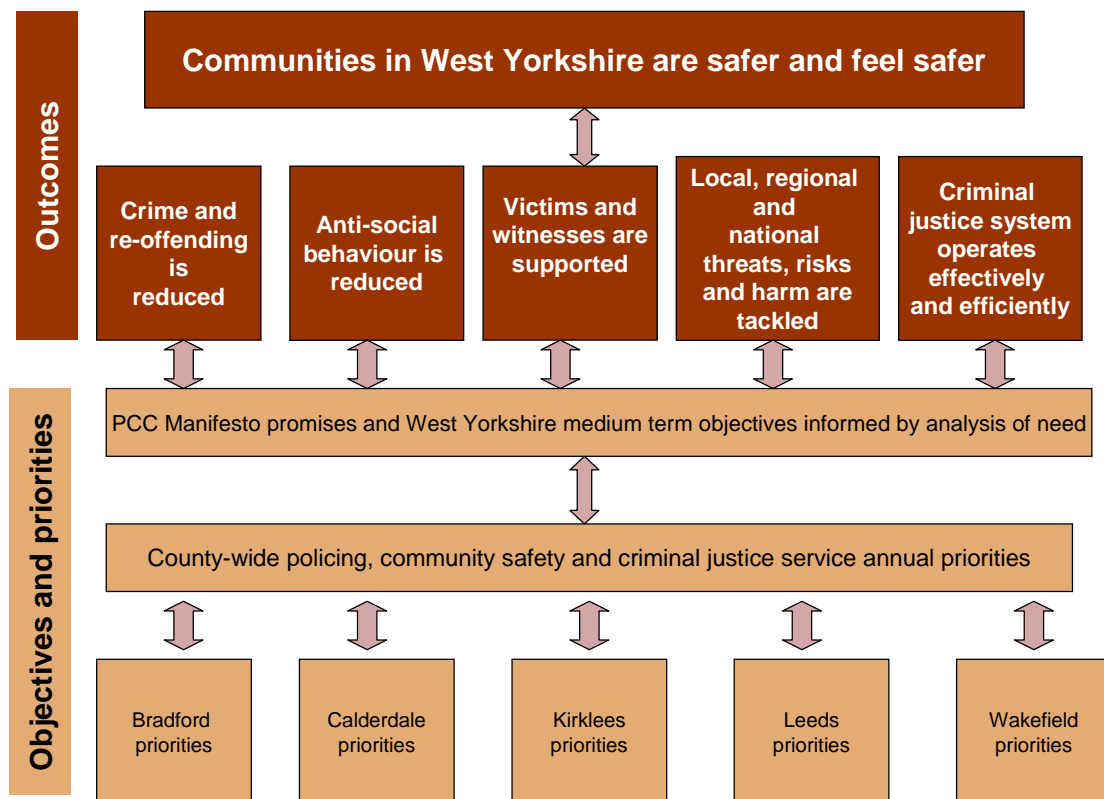 Outcomes
Communities in West Yorkshire are safer and feel safer
Crime and
re-offending
is
reduced
Anti-social
behaviour is
reduced
Victims and
witnesses are
supported
Local, regional
and
national
threats, risks
and harm are
tackled
Criminal
justice system
operates
effectively
and efficiently
Objectives and priorities
PCC Manifesto promises and West Yorkshire medium term objectives informed by analysis of need
County-wide policing, community safety and criminal justice service annual priorities
Bradford
priorities
Calderdale
priorities
Kirklees
priorities
Leeds
priorities
Wakefield
priorities